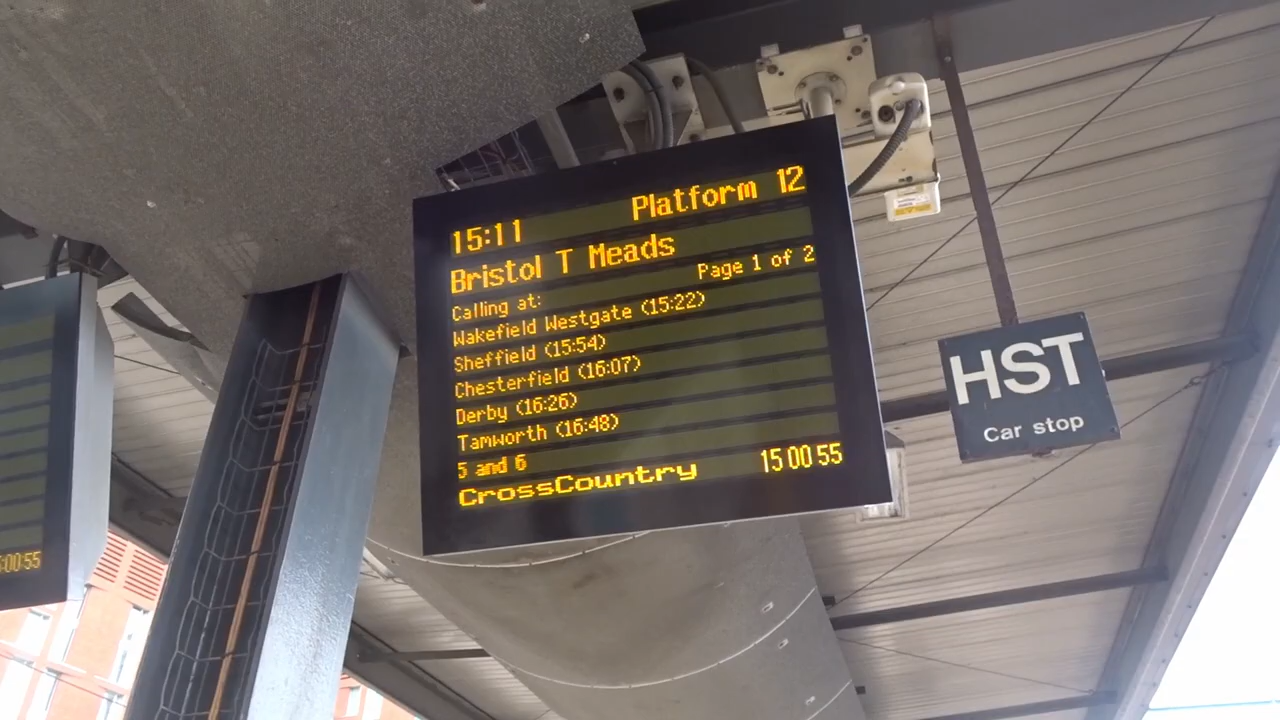 15:11 Platform 12
Bristol T Meads
Page 1 of 2
Calling at:
Wakefield Westgate (15:22)
Sheffield (15:54)
Chesterfield (16:07)
Derby (16:26)
Tamworth (16:48)
5 and 6
CrossCountry 15 00 55
HST
Car stop
:00:55